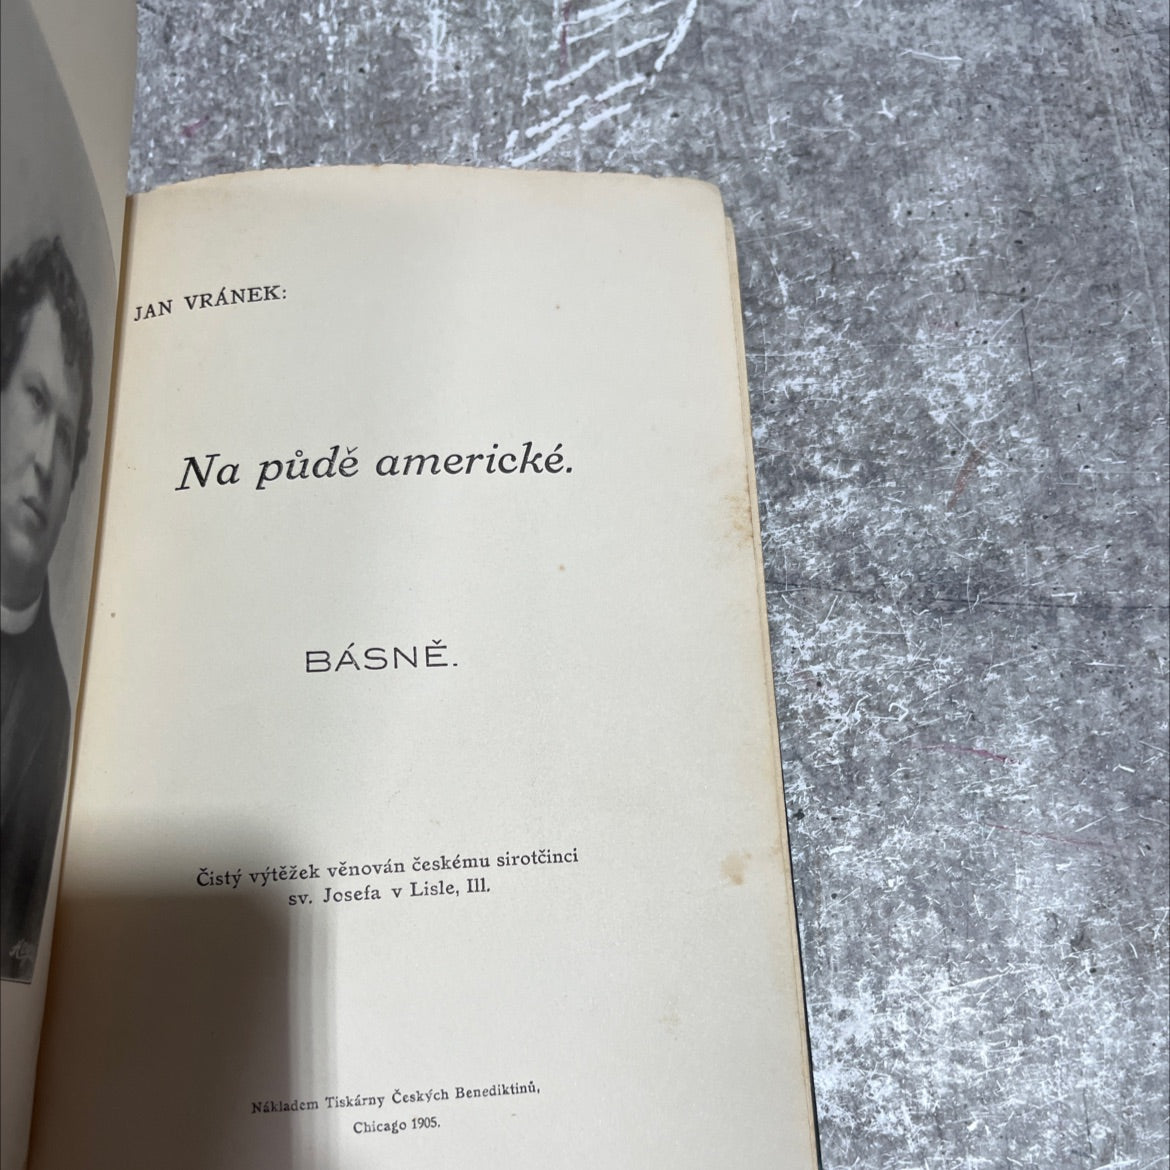 JAN VRÁNEK:
Na půdě americké.
BÁSNĚ.
Čistý výtěžek věnován českému sirotčinci
sv. Josefa v Lisle, Ill.
Nákladem Tiskárny Českých Benediktinů,
Chicago 1905.